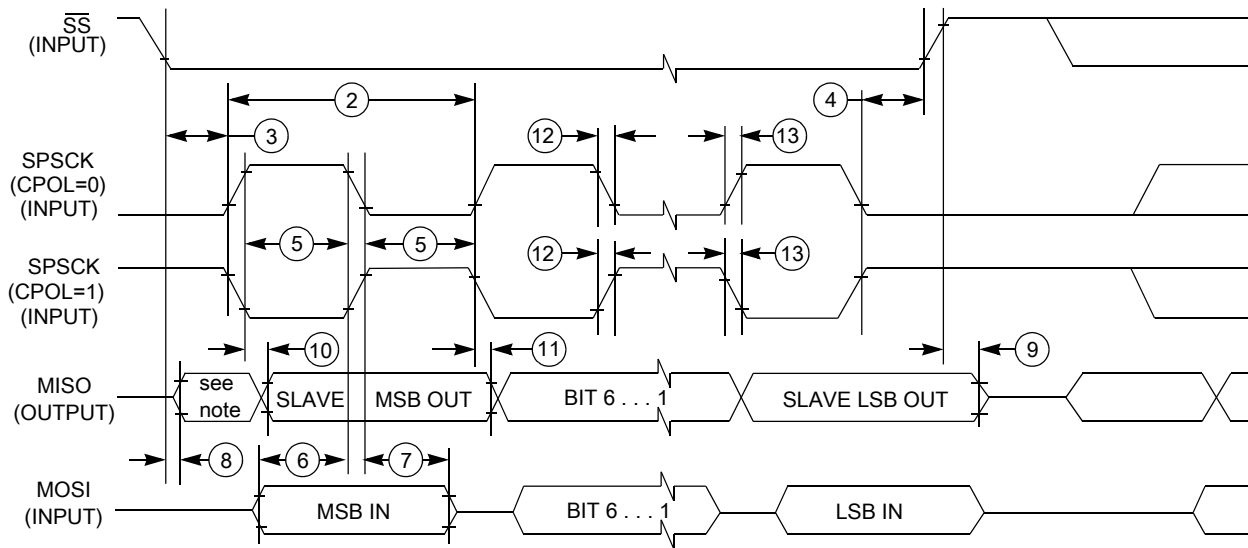 SS
(INPUT)
2
4
3
12
13
SPSCK
(CPOL=0)
(INPUT)
5
5
12
13
SPSCK
(CPOL=1)
(INPUT)
10
11
9
MISO
(OUTPUT)
see
note
SLAVE
MSB OUT
BIT 6 . . . 1
SLAVE LSB OUT
8
6
7
MOSI
(INPUT)
MSB IN
BIT 6 . . . 1
LSB IN